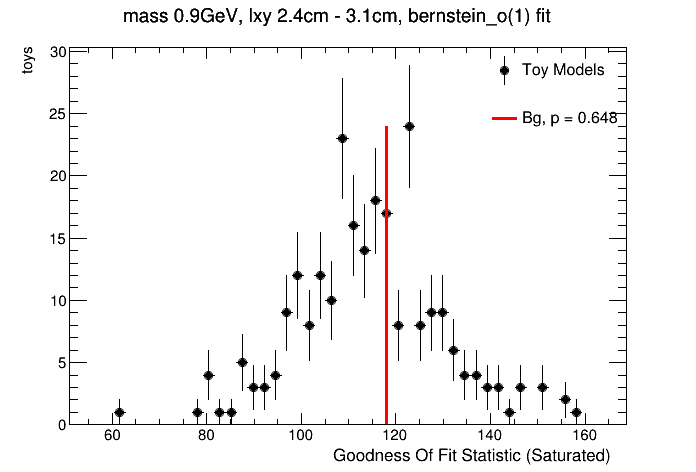 mass 0.9GeV, lxy 2.4cm - 3.1cm, bernstein_o(1) fit
toys
30
25
20
15
10
5
0
Toy Models
Bg, p = 0.648
60 80 100 120 140 160
Goodness Of Fit Statistic (Saturated)